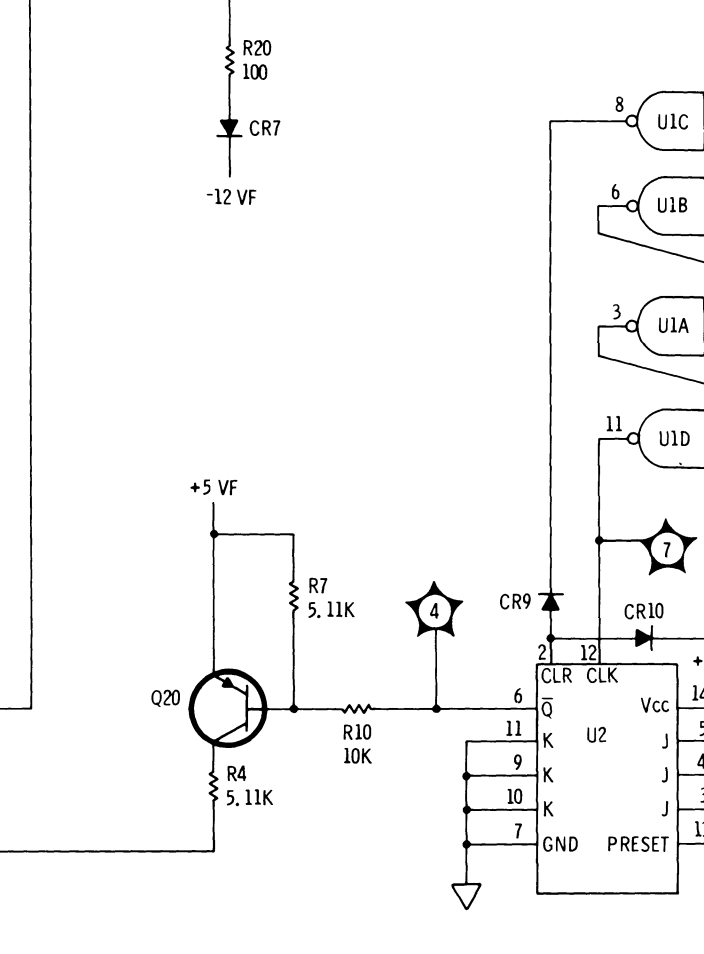 R20
100
CR7
-12 VF
8
U1C
6
U1B
3
U1A
11
U1D
+5 VF
7
R7
5.11K
4
CR9
CR10
2
12
+
CLR
CLK
Q20
6
Q̅
Vcc
14
R10
10K
11
K
U2
J
5
9
K
J
4
R4
5.11K
10
K
J
7
GND
PRESET